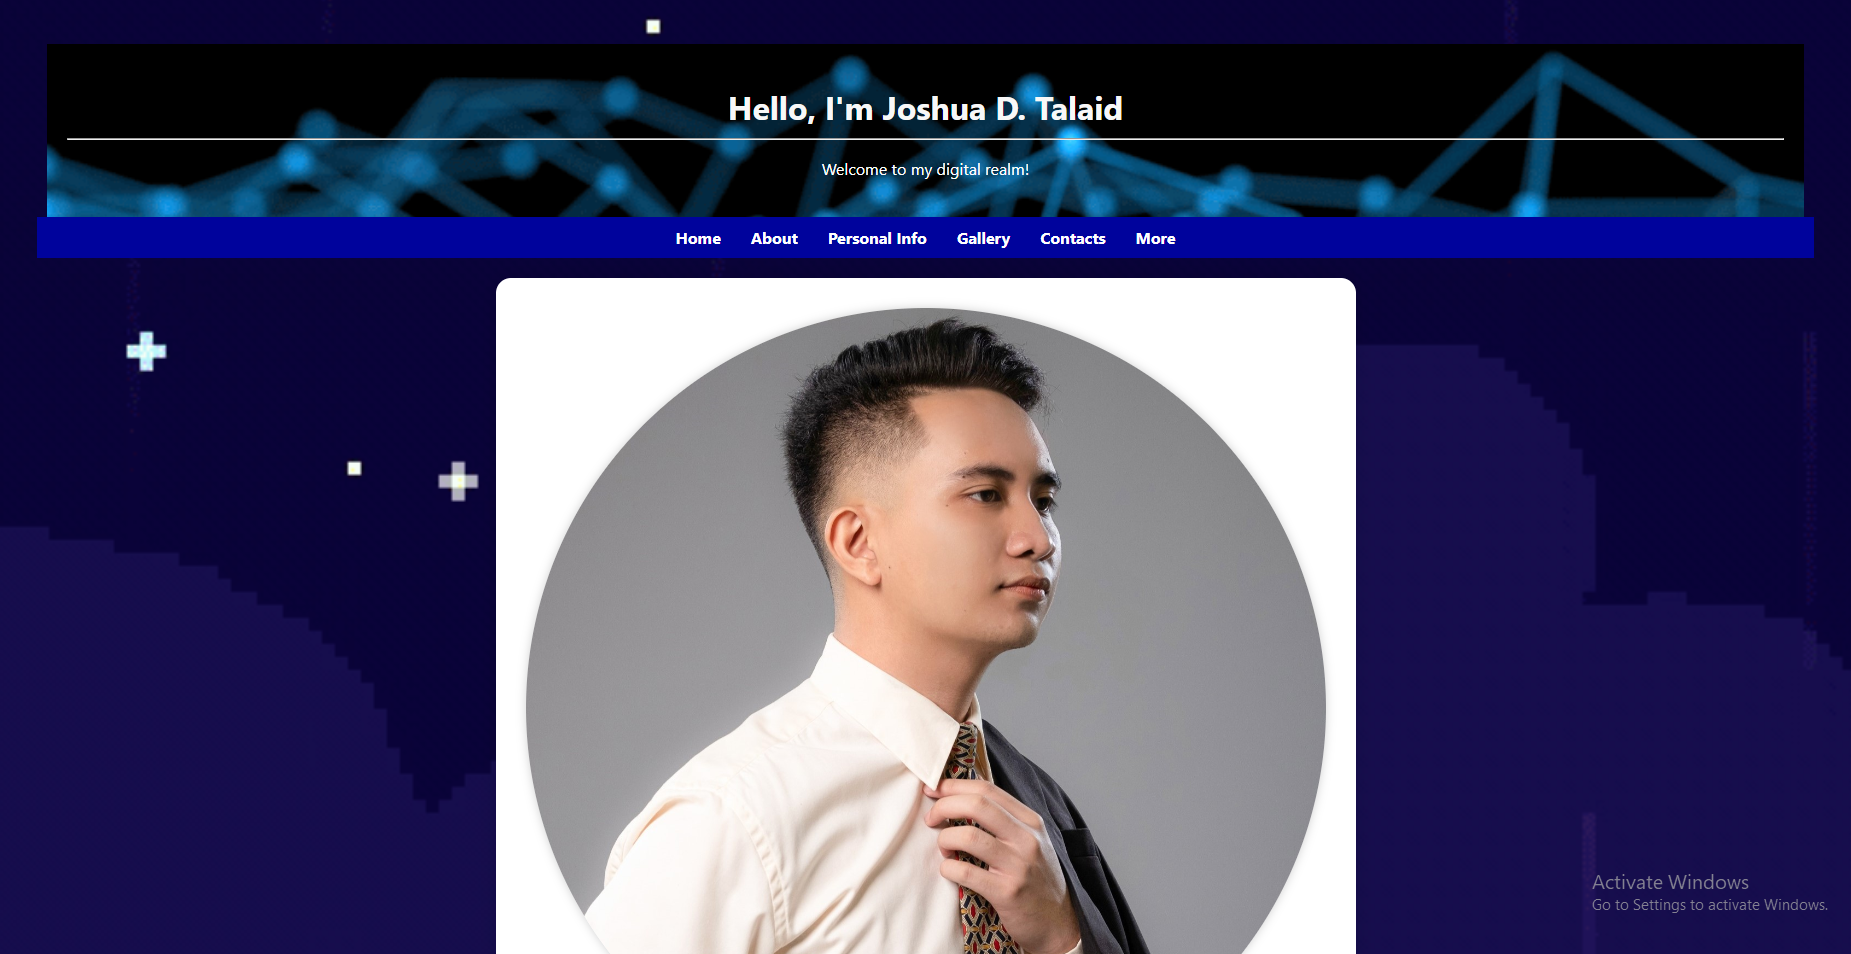 Hello, I'm Joshua D. Talaid
Welcome to my digital realm!
Home About Personal Info Gallery Contacts More
Activate Windows
Go to Settings to activate Windows.